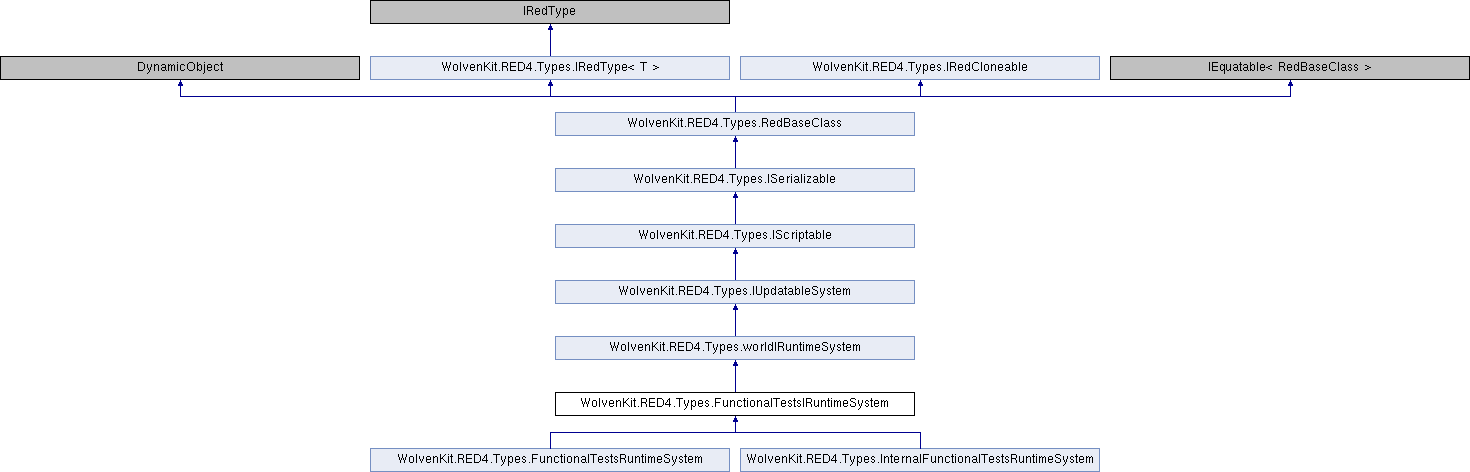 IRedType
DynamicObject
WolvenKit.RED4.Types.IRedType< T >
WolvenKit.RED4.Types.IRedCloneable
IEquatable< RedBaseClass >
WolvenKit.RED4.Types.RedBaseClass
WolvenKit.RED4.Types.ISerializable
WolvenKit.RED4.Types.IScriptable
WolvenKit.RED4.Types.IUpdatableSystem
WolvenKit.RED4.Types.worldIRuntimeSystem
WolvenKit.RED4.Types.FunctionalTestsIRuntimeSystem
WolvenKit.RED4.Types.FunctionalTestsRuntimeSystem
WolvenKit.RED4.Types.InternalFunctionalTestsRuntimeSystem